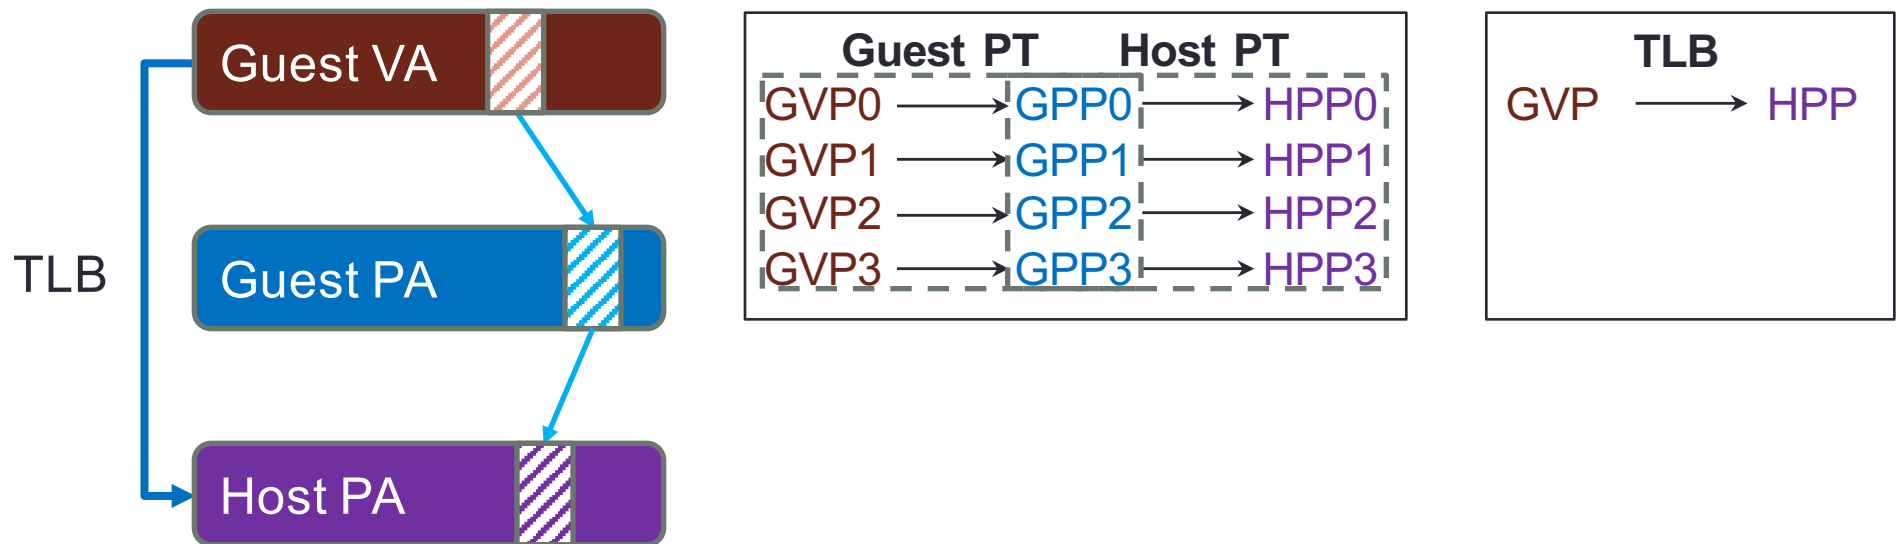 Guest VA
TLB
Guest PA
Host PA
Guest PT Host PT
GVP0 GPP0 HPP0
GVP1 GPP1 HPP1
GVP2 GPP2 HPP2
GVP3 GPP3 HPP3
TLB
GVP HPP